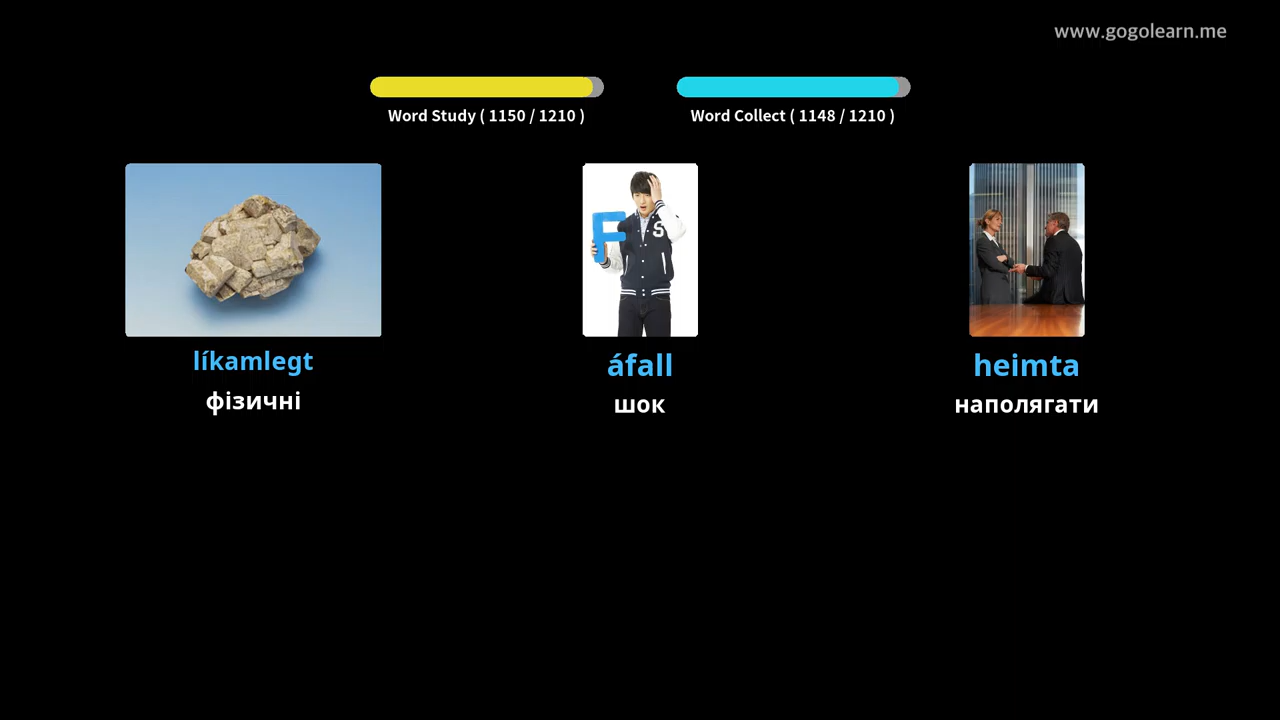 www.gogolearn.me
Word Study ( 1150 / 1210 )
Word Collect ( 1148 / 1210 )
F
S
líkamlegt
áfall
heimta
фізичні
шок
наполягати